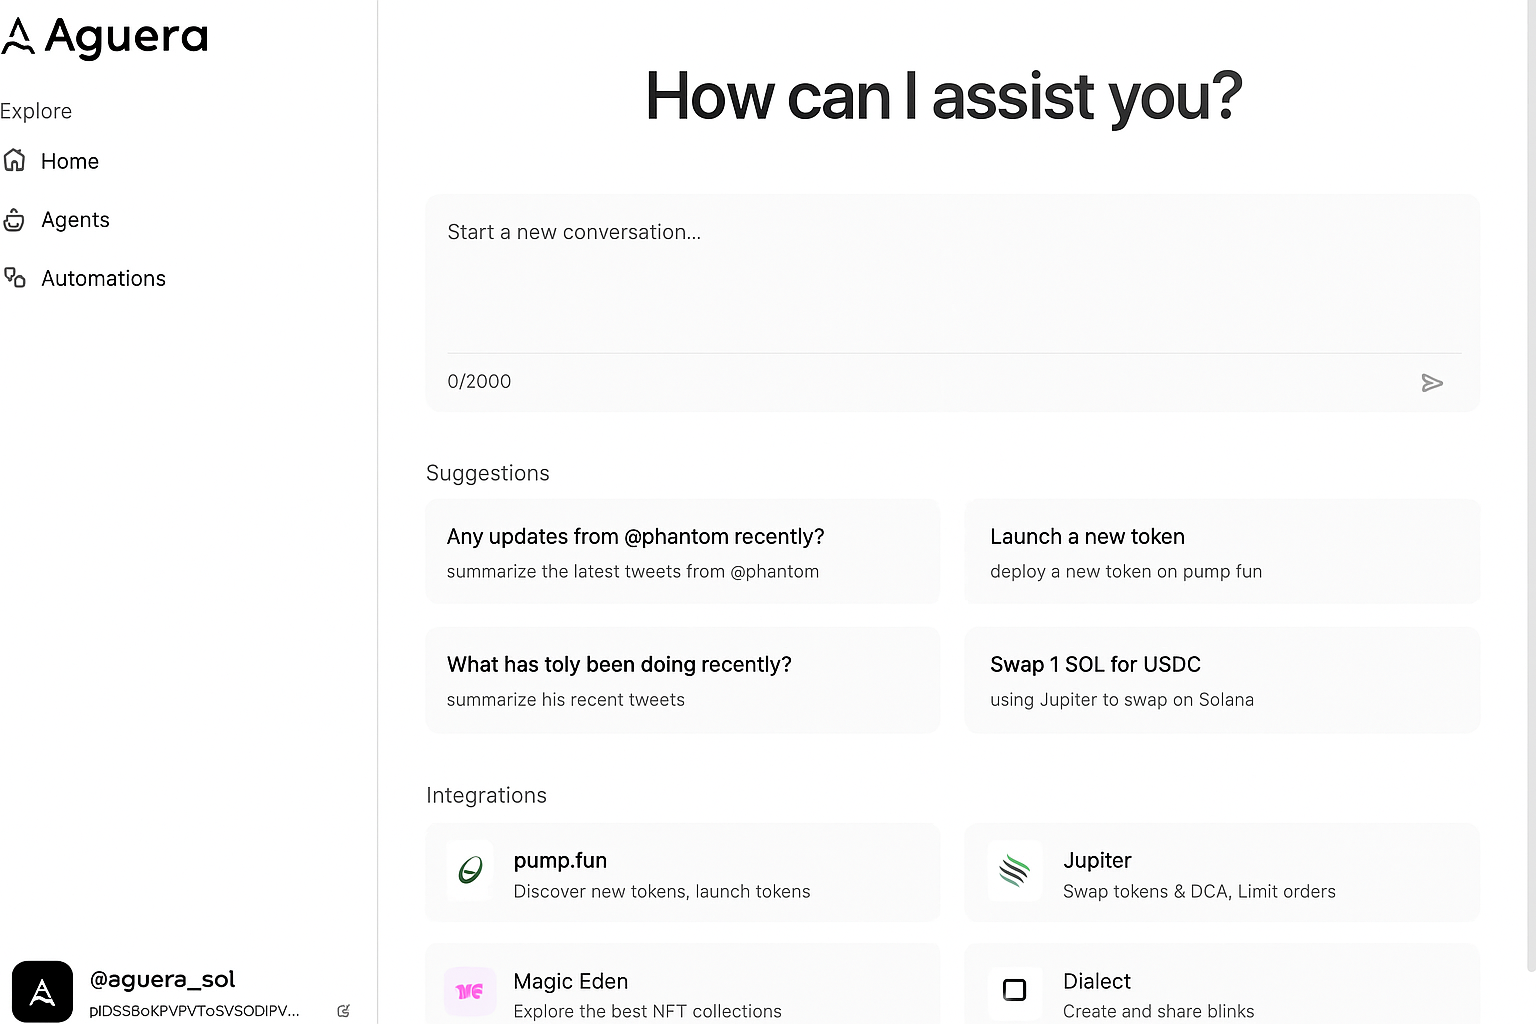 Aguera
Explore
Home
Agents
Automations
@aguera_sol
How can I assist you?
Start a new conversation...
0/2000
Suggestions
Any updates from @phantom recently?
summarize the latest tweets from @phantom
Launch a new token
deploy a new token on pump fun
What has toly been doing recently?
summarize his recent tweets
Swap 1 SOL for USDC
using Jupiter to swap on Solana
Integrations
pump.fun
Discover new tokens, launch tokens
Jupiter
Swap tokens & DCA, Limit orders
ME
Magic Eden
Explore the best NFT collections
Dialect
Create and share blinks